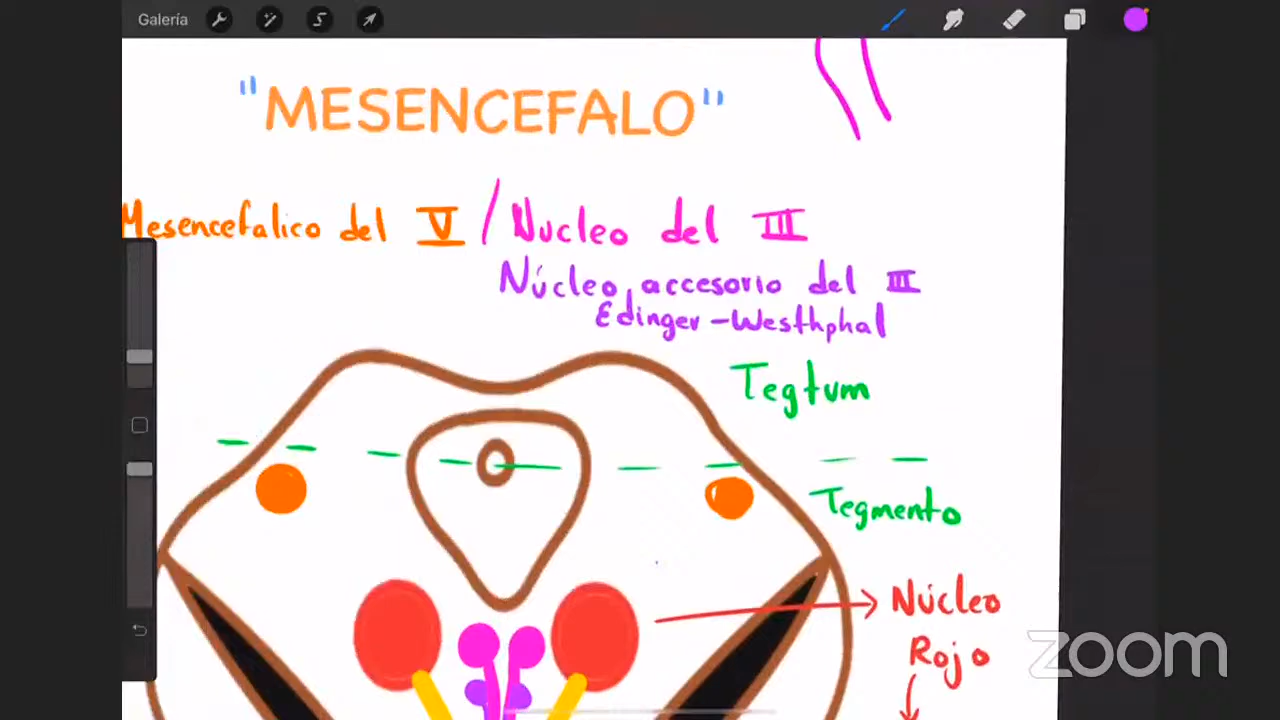 Galería
"MESENCEFALO"
Mesencefalico del V / Nucleo del III
Núcleo accesorio del III
Edinger-Westhphal
Tegtum
Tegmento
Núcleo
Rojo
zoom